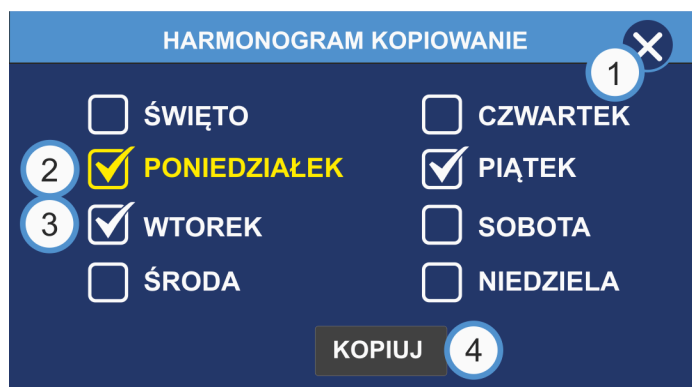 HARMONOGRAM KOPIOWANIE
1
ŚWIĘTO
CZWARTEK
2
PONIEDZIAŁEK
PIĄTEK
3
WTOREK
SOBOTA
ŚRODA
NIEDZIELA
KOPIUJ
4